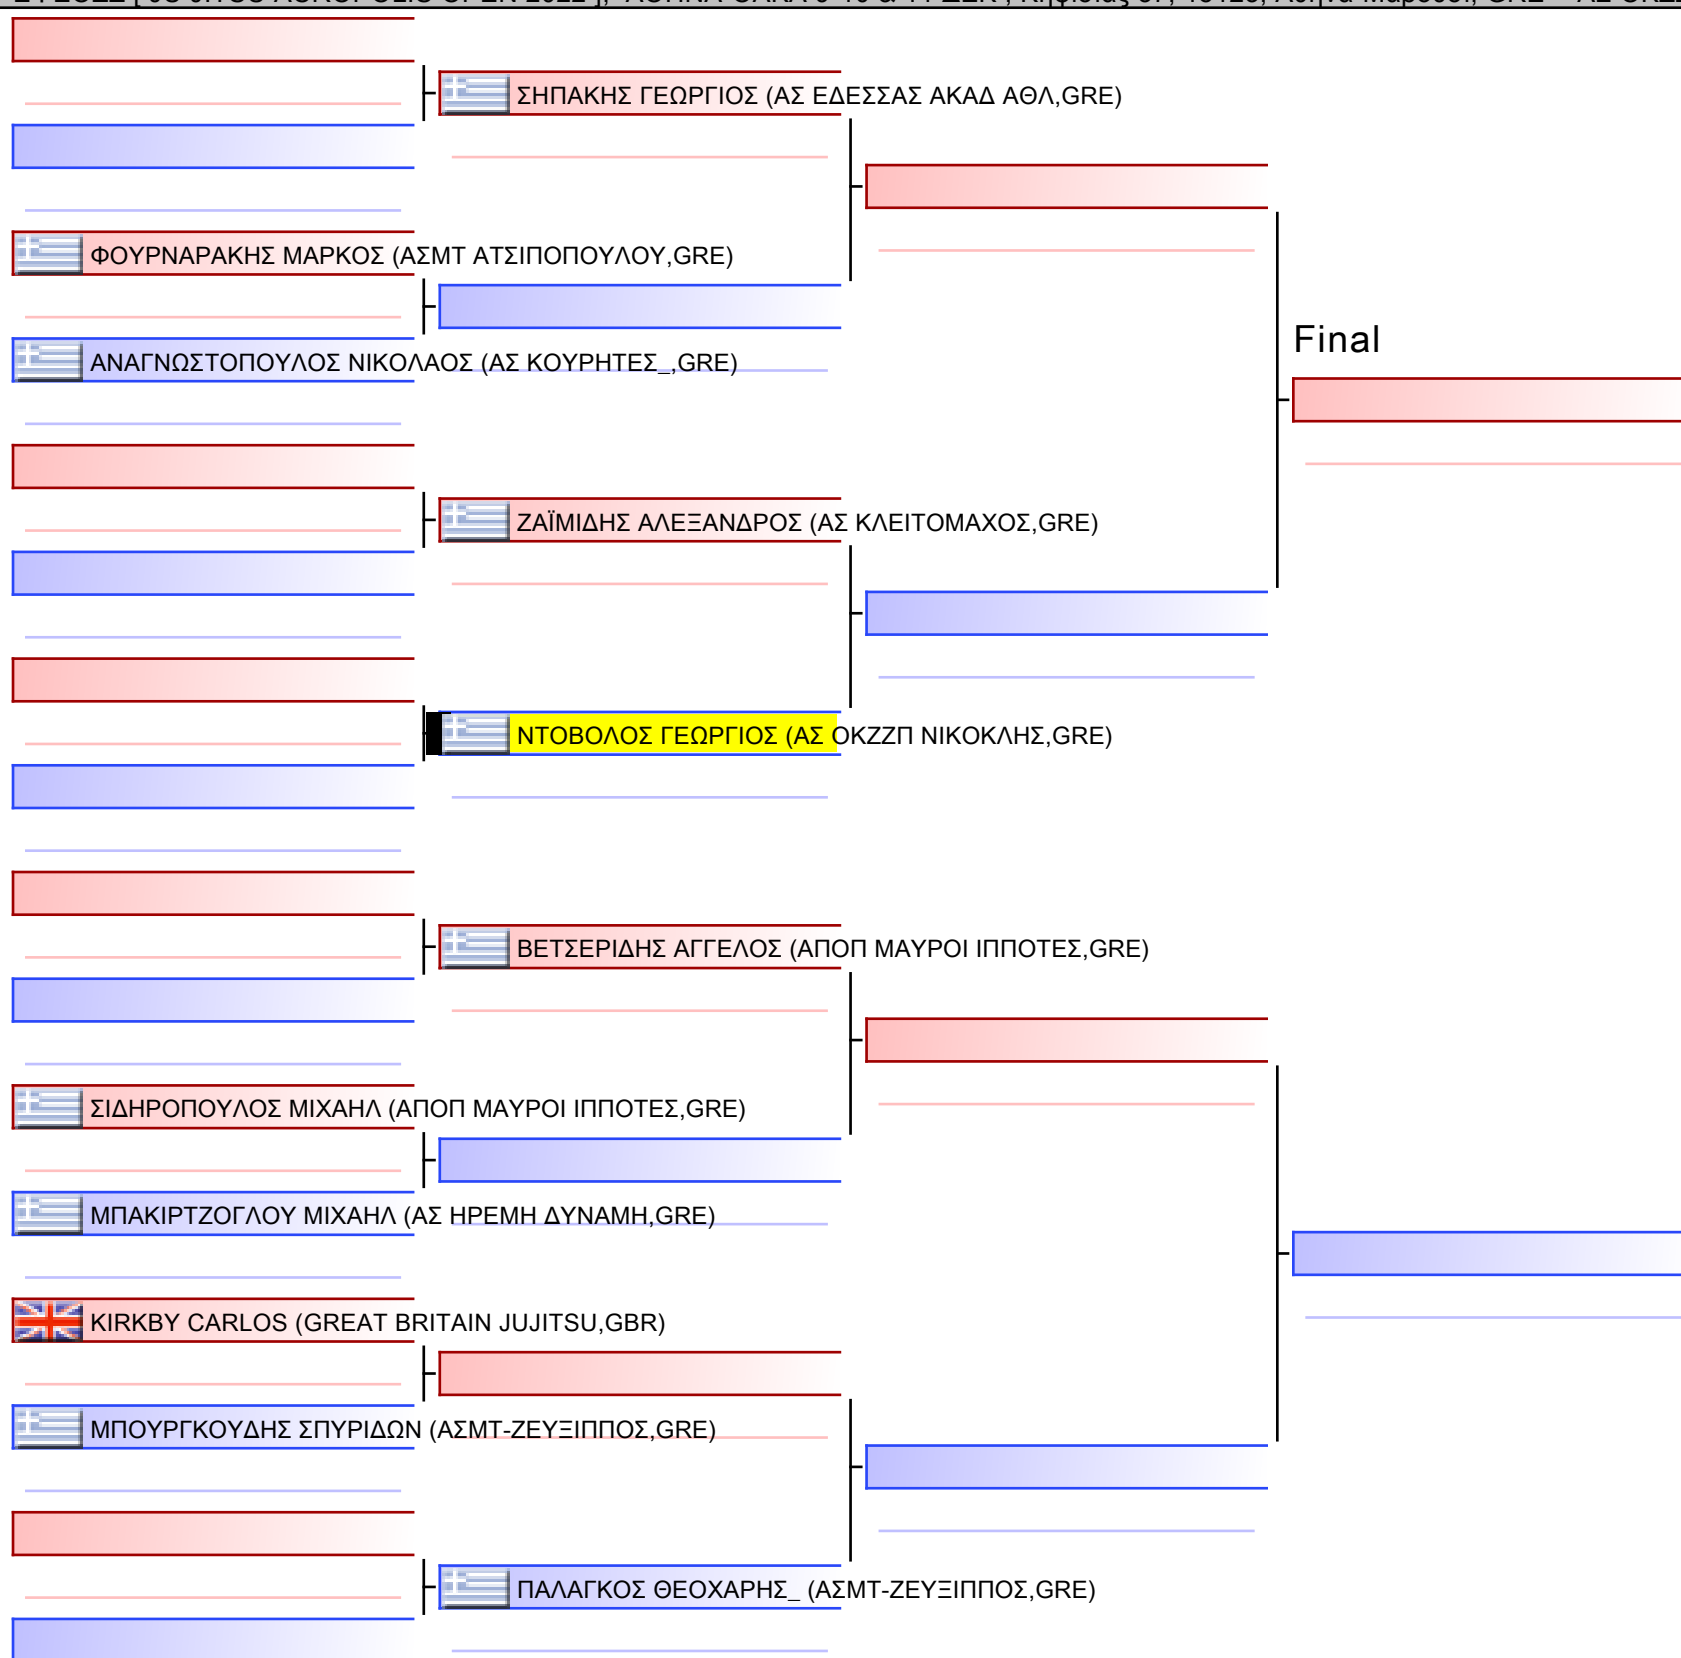 ΣΗΠΑΚΗΣ ΓΕΩΡΓΙΟΣ (ΑΣ ΕΔΕΣΣΑΣ ΑΚΑΔ ΑΘΛ,GRE)
ΦΟΥΡΝΑΡΑΚΗΣ ΜΑΡΚΟΣ (ΑΣΜΤ ΑΤΣΙΠΟΠΟΥΛΟΥ,GRE)
Final
ΑΝΑΓΝΩΣΤΟΠΟΥΛΟΣ ΝΙΚΟΛΑΟΣ (ΑΣ ΚΟΥΡΗΤΕΣ_,GRE)
ΖΑΪΜΙΔΗΣ ΑΛΕΞΑΝΔΡΟΣ (ΑΣ ΚΛΕΙΤΟΜΑΧΟΣ,GRE)
ΝΤΟΒΟΛΟΣ ΓΕΩΡΓΙΟΣ (ΑΣ ΟΚΖΖΠ ΝΙΚΟΚΛΗΣ,GRE)
ΒΕΤΣΕΡΙΔΗΣ ΑΓΓΕΛΟΣ (ΑΠΟΠ ΜΑΥΡΟΙ ΙΠΠΟΤΕΣ,GRE)
ΣΙΔΗΡΟΠΟΥΛΟΣ ΜΙΧΑΗΛ (ΑΠΟΠ ΜΑΥΡΟΙ ΙΠΠΟΤΕΣ,GRE)
ΜΠΑΚΙΡΤΖΟΓΛΟΥ ΜΙΧΑΗΛ (ΑΣ ΗΡΕΜΗ ΔΥΝΑΜΗ,GRE)
KIRKBY CARLOS (GREAT BRITAIN JUJITSU,GBR)
ΜΠΟΥΡΓΚΟΥΔΗΣ ΣΠΥΡΙΔΩΝ (ΑΣΜΤ-ΖΕΥΞΙΠΠΟΣ,GRE)
ΠΑΛΑΓΚΟΣ ΘΕΟΧΑΡΗΣ_ (ΑΣΜΤ-ΖΕΥΞΙΠΠΟΣ,GRE)